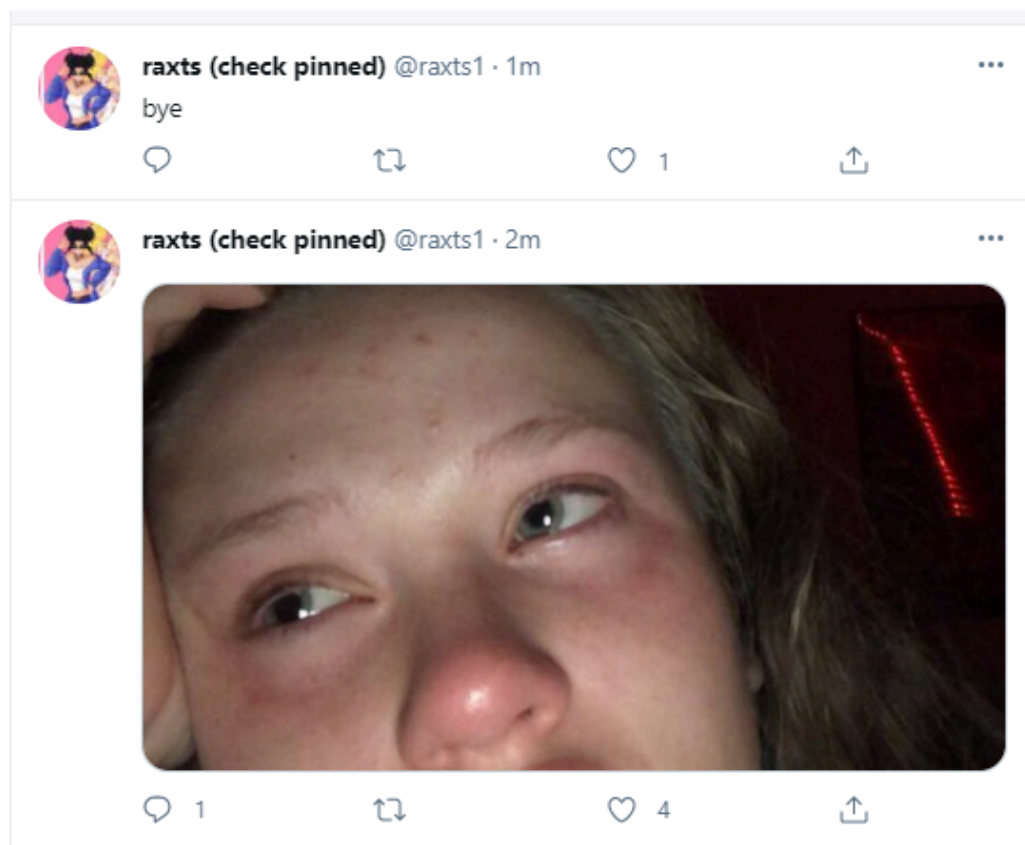 raxts (check pinned) @raxts1 · 1m
bye
1
raxts (check pinned) @raxts1 · 2m
1 4